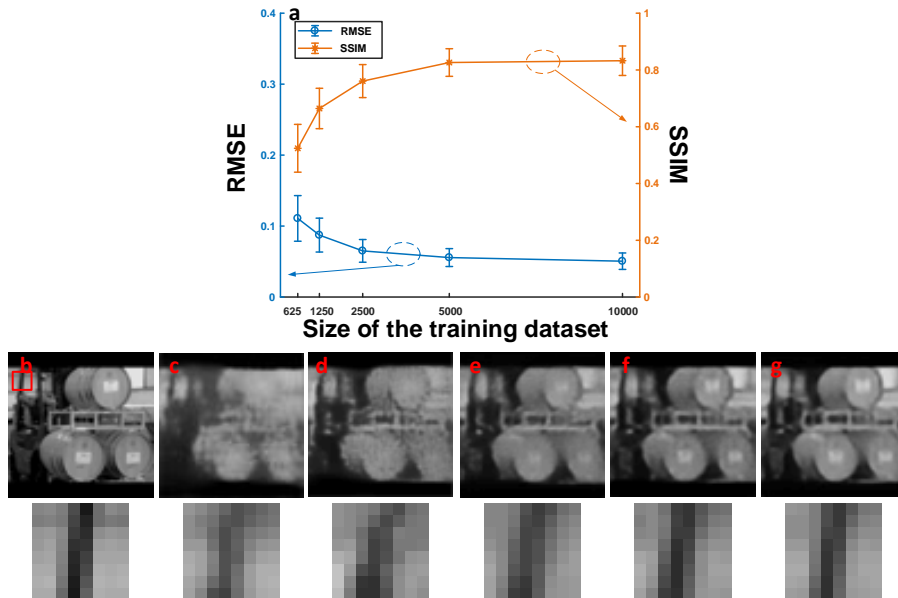 a
0.4
0.3
0.2
0.1
0
RMSE
RMSE
SSIM
1
0.8
0.6
0.4
0.2
0
SSIM
625 1250 2500 5000 10000
Size of the training dataset
b c d e f g